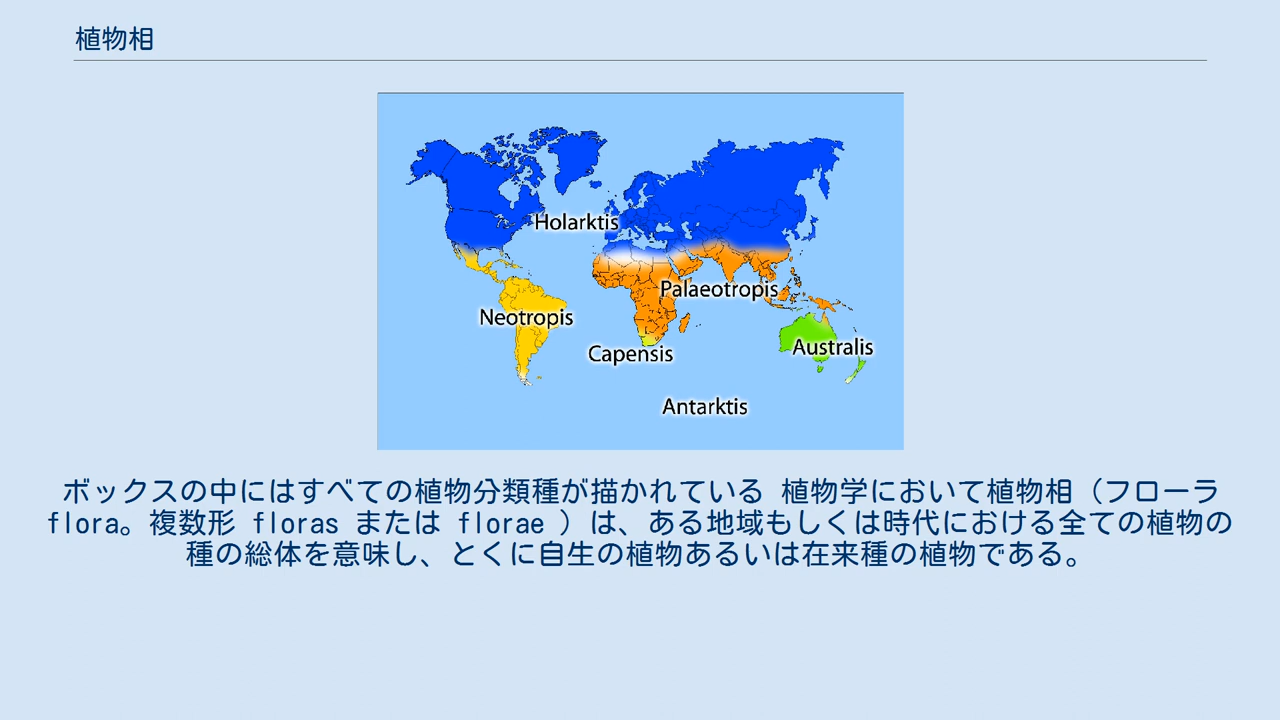 植物相
Holarktis
Palaeotropis
Neotropis
Australis
Capensis
Antarktis
ボックスの中にはすべての植物分類種が描かれている 植物学において植物相（フローラ
flora。複数形 floras または florae ）は、ある地域もしくは時代における全ての植物の
種の総体を意味し、とくに自生の植物あるいは在来種の植物である。